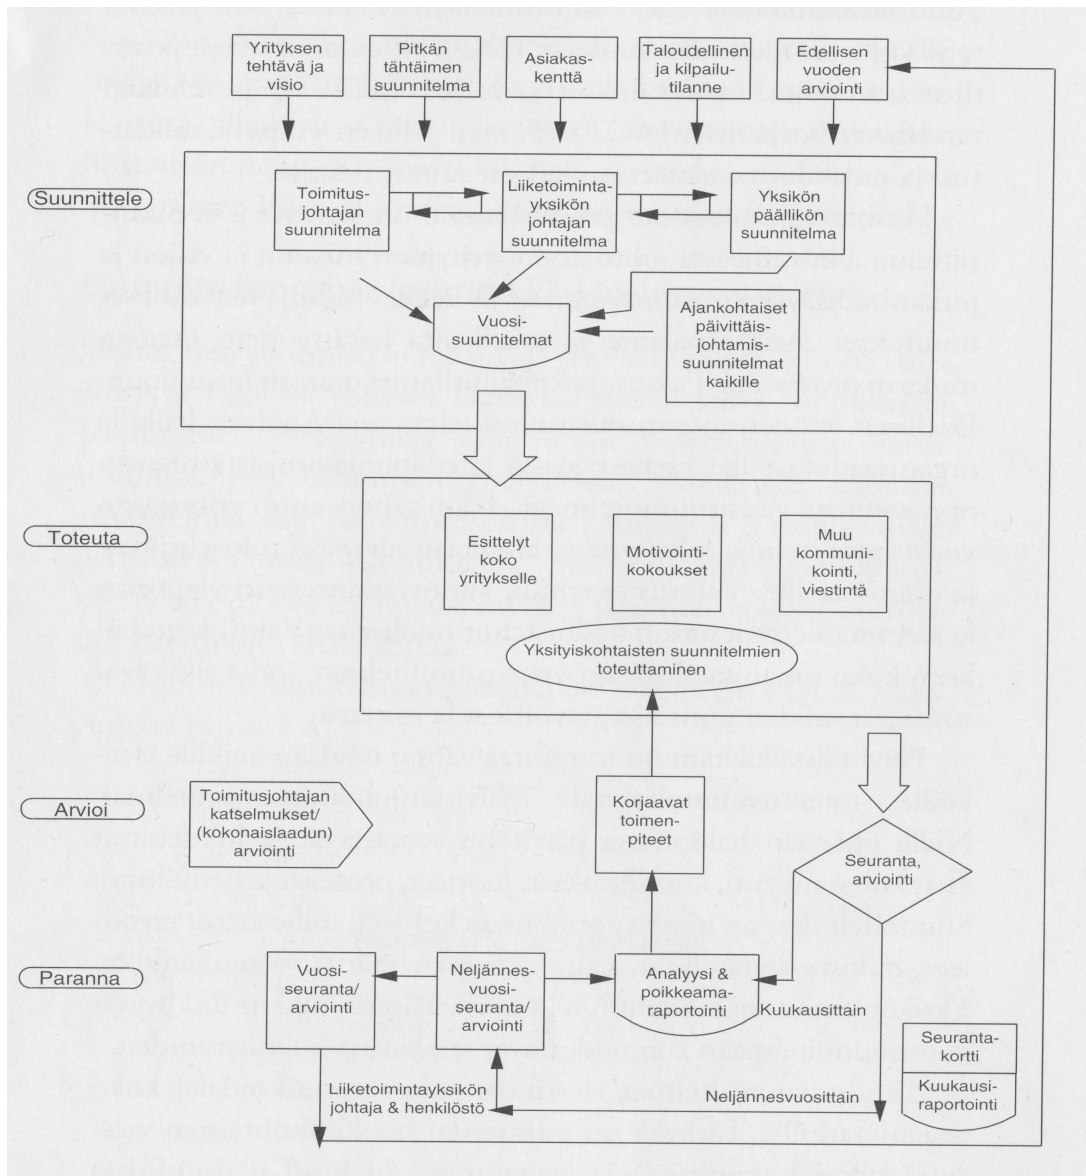 Yrityksen
tehtävä ja
visio
Pitkän
tähtäimen
suunnitelma
Asiakas-
kenttä
Taloudellinen
ja kilpailu-
tilanne
Edellisen
vuoden
arviointi
Suunnittele
Toimitus-
johtajan
suunnitelma
Liiketoiminta-
yksikön
johtajan
suunnitelma
Yksikön
päällikön
suunnitelma
Vuosi-
suunnitelmat
Ajankohtaiset
päivittäis-
johtamis-
suunnitelmat
kaikille
Toteuta
Esittelyt
koko
yritykselle
Motivointi-
kokoukset
Muu
kommuni-
kointi,
viestintä
Yksityiskohtaisten suunnitelmien
toteuttaminen
Arvioi
Toimitusjohtajan
katselmukset/
(kokonaislaadun)
arviointi
Korjaavat
toimen-
piteet
Seuranta,
arviointi
Paranna
Vuosi-
seuranta/
arviointi
Neljännes-
vuosi-
seuranta/
arviointi
Analyysi &
poikkeama-
raportointi
Kuukausittain
Seuranta-
kortti
Kuukausi-
raportointi
Liiketoimintayksikön
johtaja & henkilöstö
Neljännesvuosittain